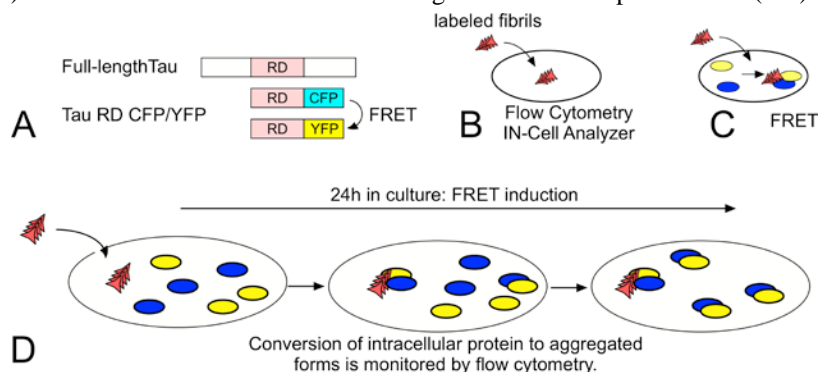 labeled fibrils
Full-lengthTau
RD
Tau RD CFP/YFP
RD
CFP
RD
YFP
FRET
A
B
Flow Cytometry
IN-Cell Analyzer
C
FRET
24h in culture: FRET induction
D
Conversion of intracellular protein to aggregated
forms is monitored by flow cytometry.